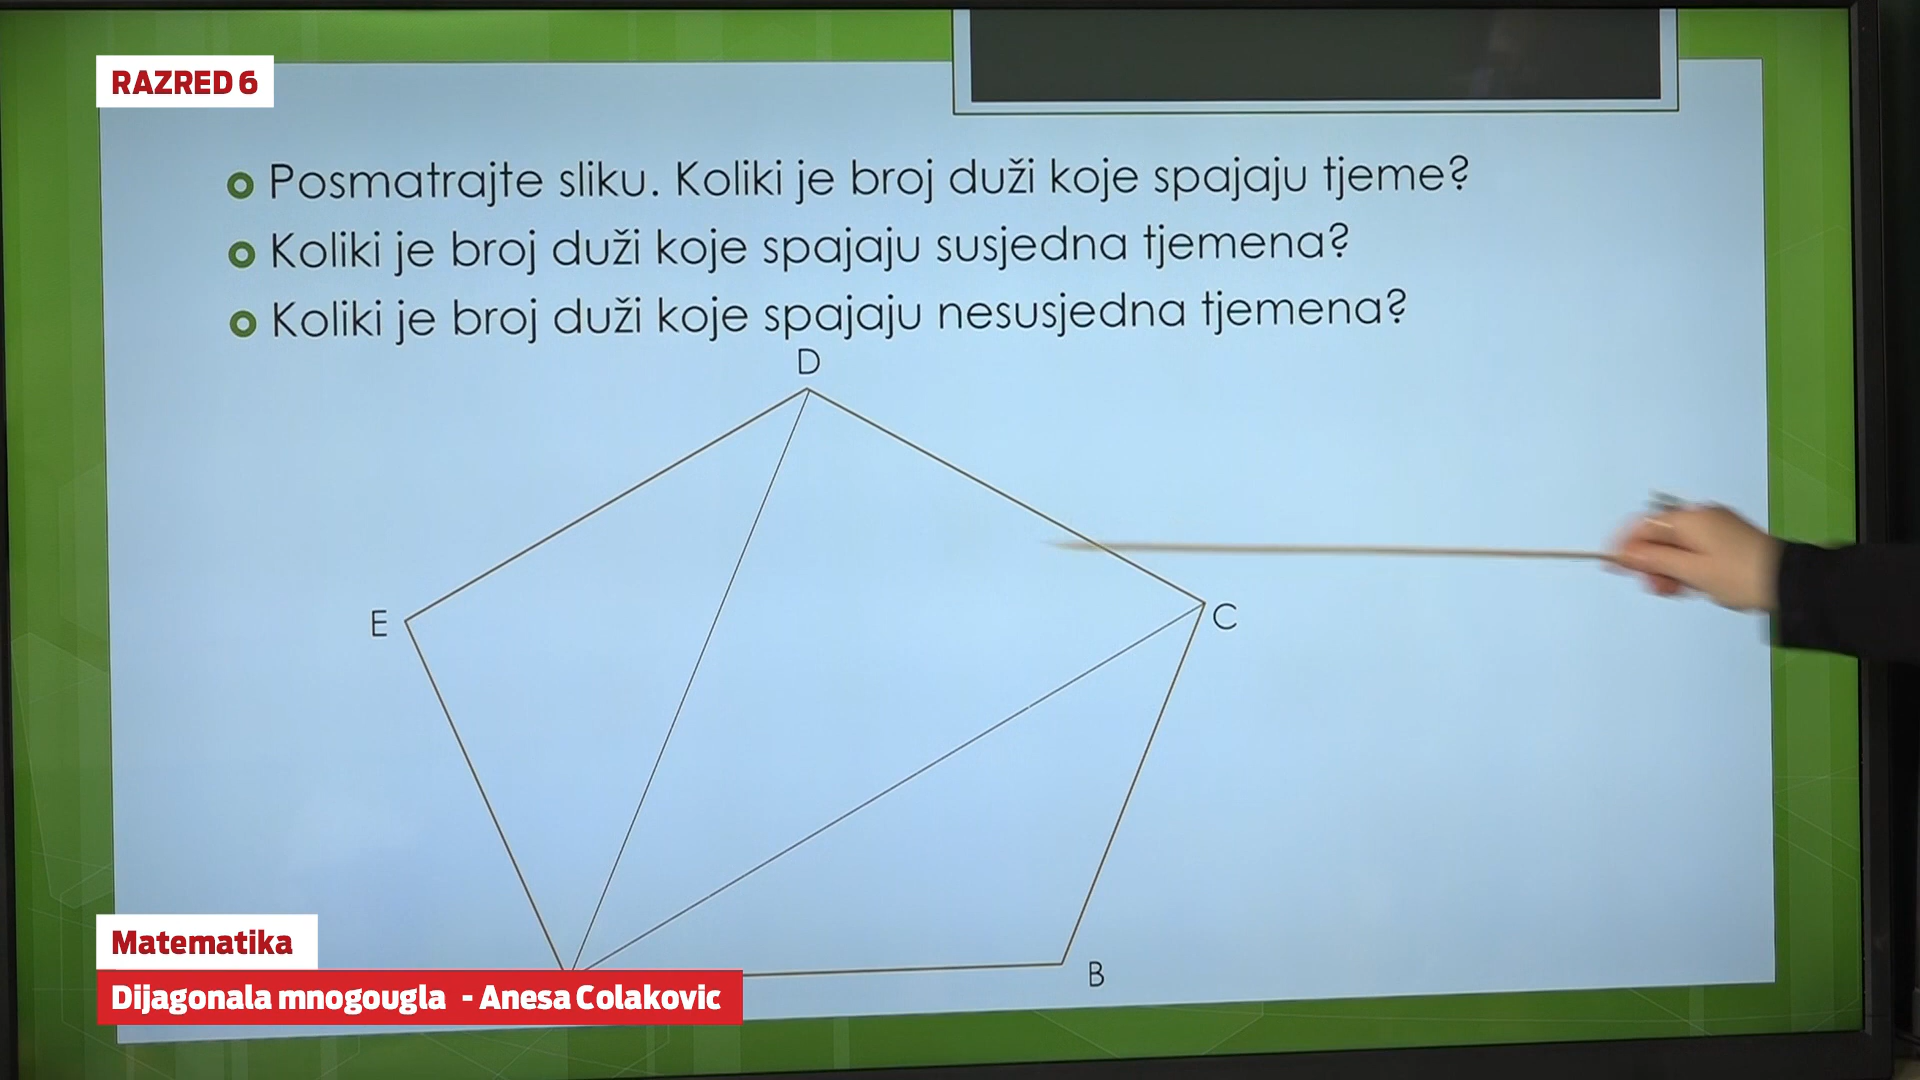 RAZRED 6
Posmatrajte sliku. Koliki je broj duži koje spajaju tjeme?
Koliki je broj duži koje spajaju susjedna tjemena?
Koliki je broj duži koje spajaju nesusjedna tjemena?
D
E
C
B
Matematika
Dijagonala mnogougla - Anesa Colakovic